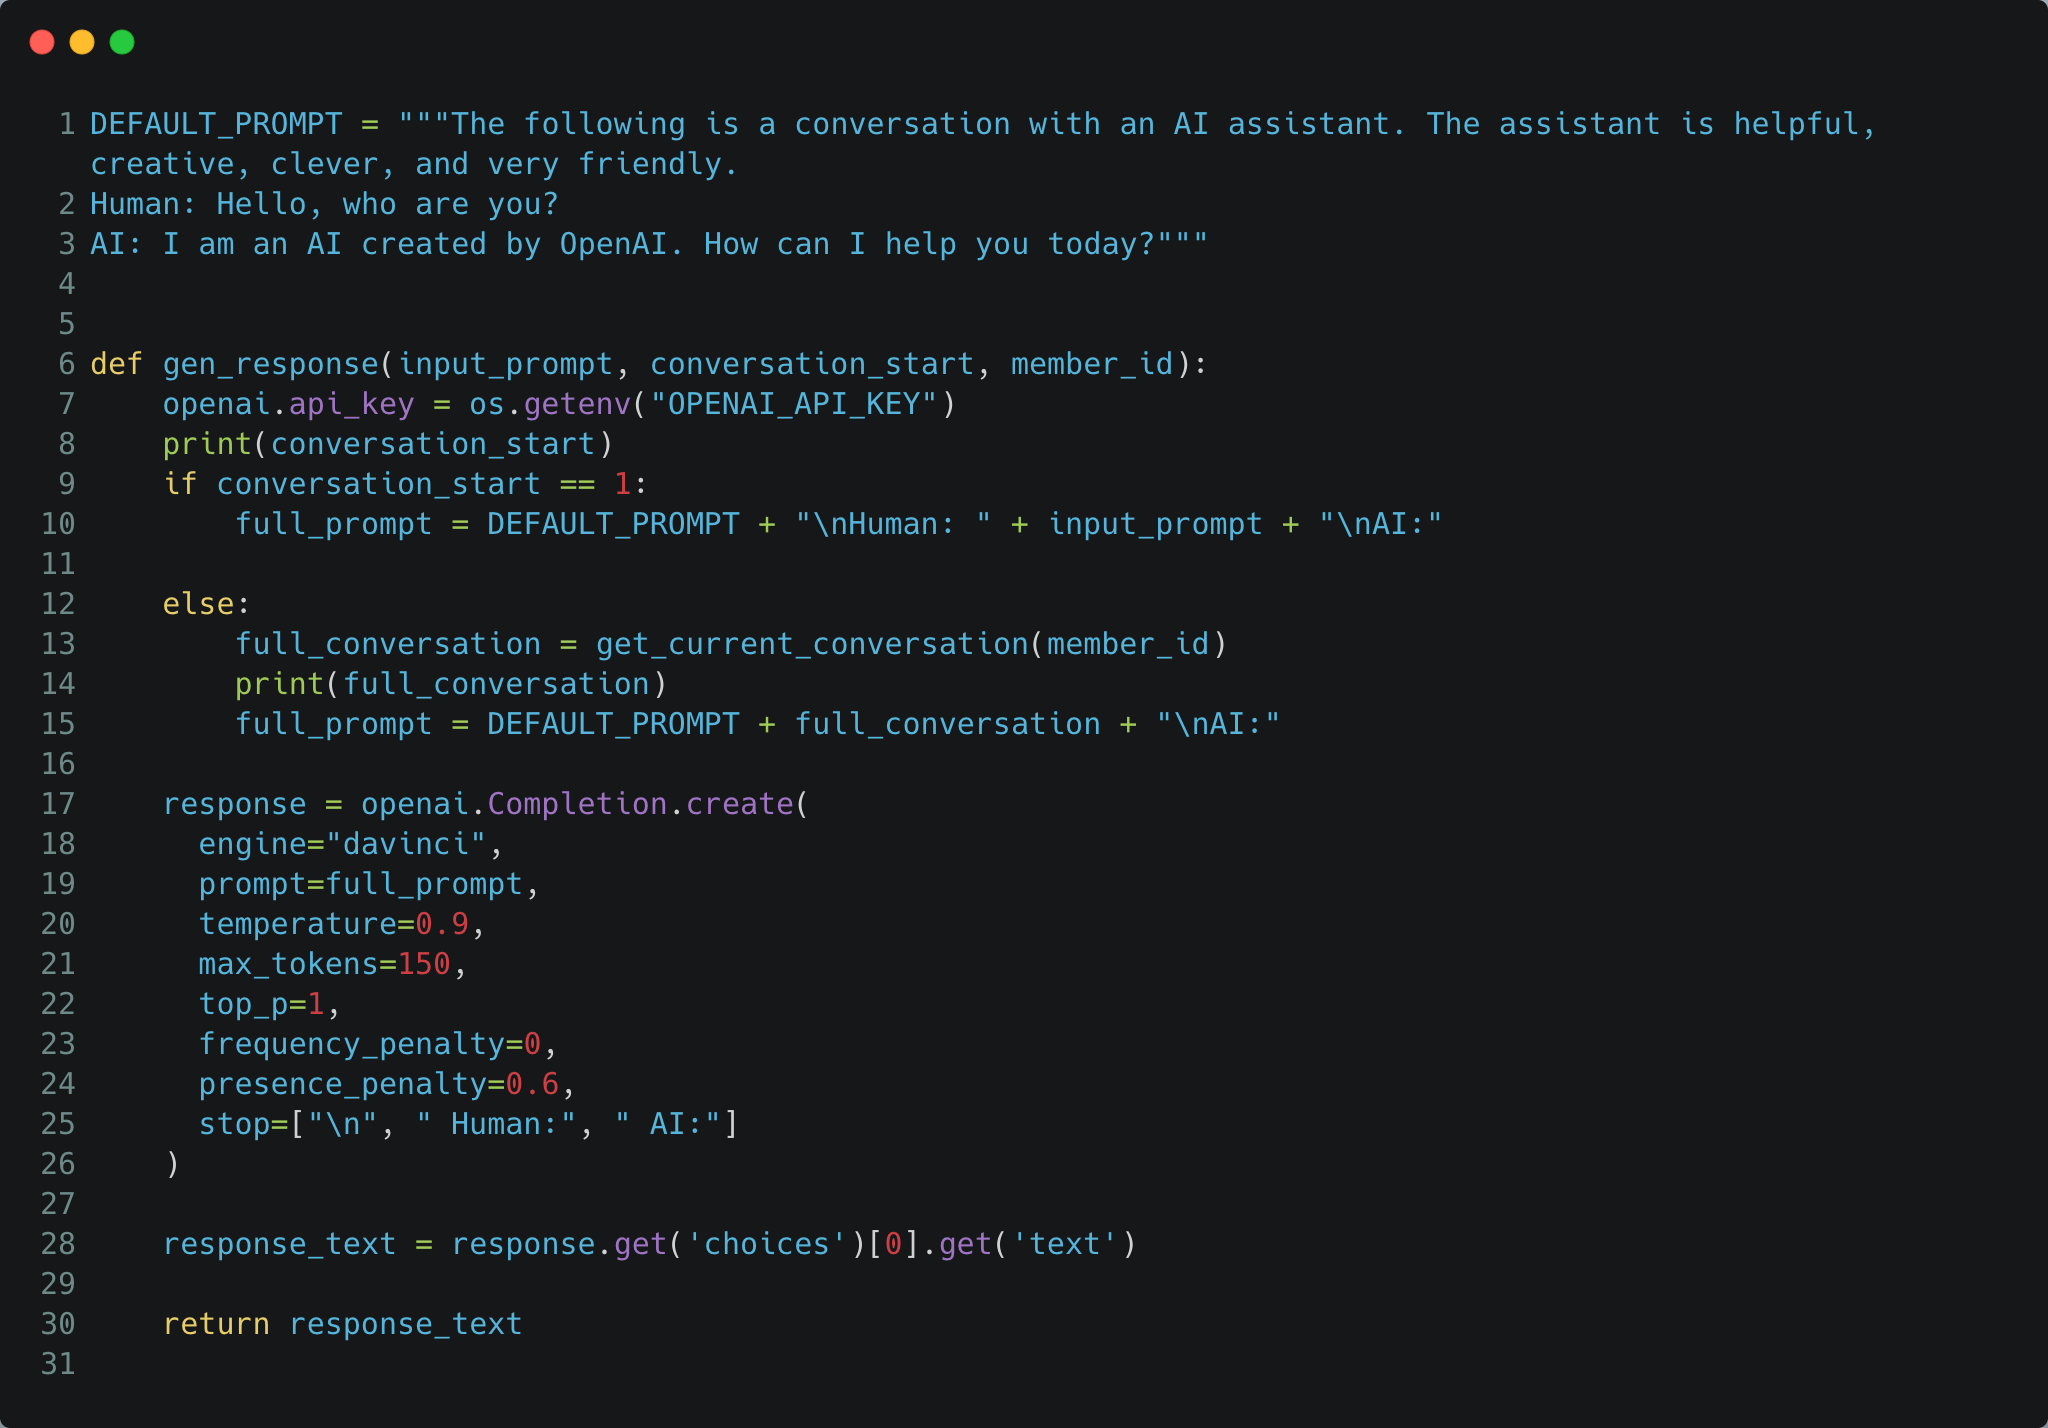 1 DEFAULT_PROMPT = """The following is a conversation with an AI assistant. The assistant is helpful,
creative, clever, and very friendly.
2 Human: Hello, who are you?
3 AI: I am an AI created by OpenAI. How can I help you today?"""
4
5
6 def gen_response(input_prompt, conversation_start, member_id):
7     openai.api_key = os.getenv("OPENAI_API_KEY")
8     print(conversation_start)
9     if conversation_start == 1:
10         full_prompt = DEFAULT_PROMPT + "\nHuman: " + input_prompt + "\nAI:"
11
12     else:
13         full_conversation = get_current_conversation(member_id)
14         print(full_conversation)
15         full_prompt = DEFAULT_PROMPT + full_conversation + "\nAI:"
16
17     response = openai.Completion.create(
18       engine="davinci",
19       prompt=full_prompt,
20       temperature=0.9,
21       max_tokens=150,
22       top_p=1,
23       frequency_penalty=0,
24       presence_penalty=0.6,
25       stop=["\n", " Human:", " AI:"]
26     )
27
28     response_text = response.get('choices')[0].get('text')
29
30     return response_text
31